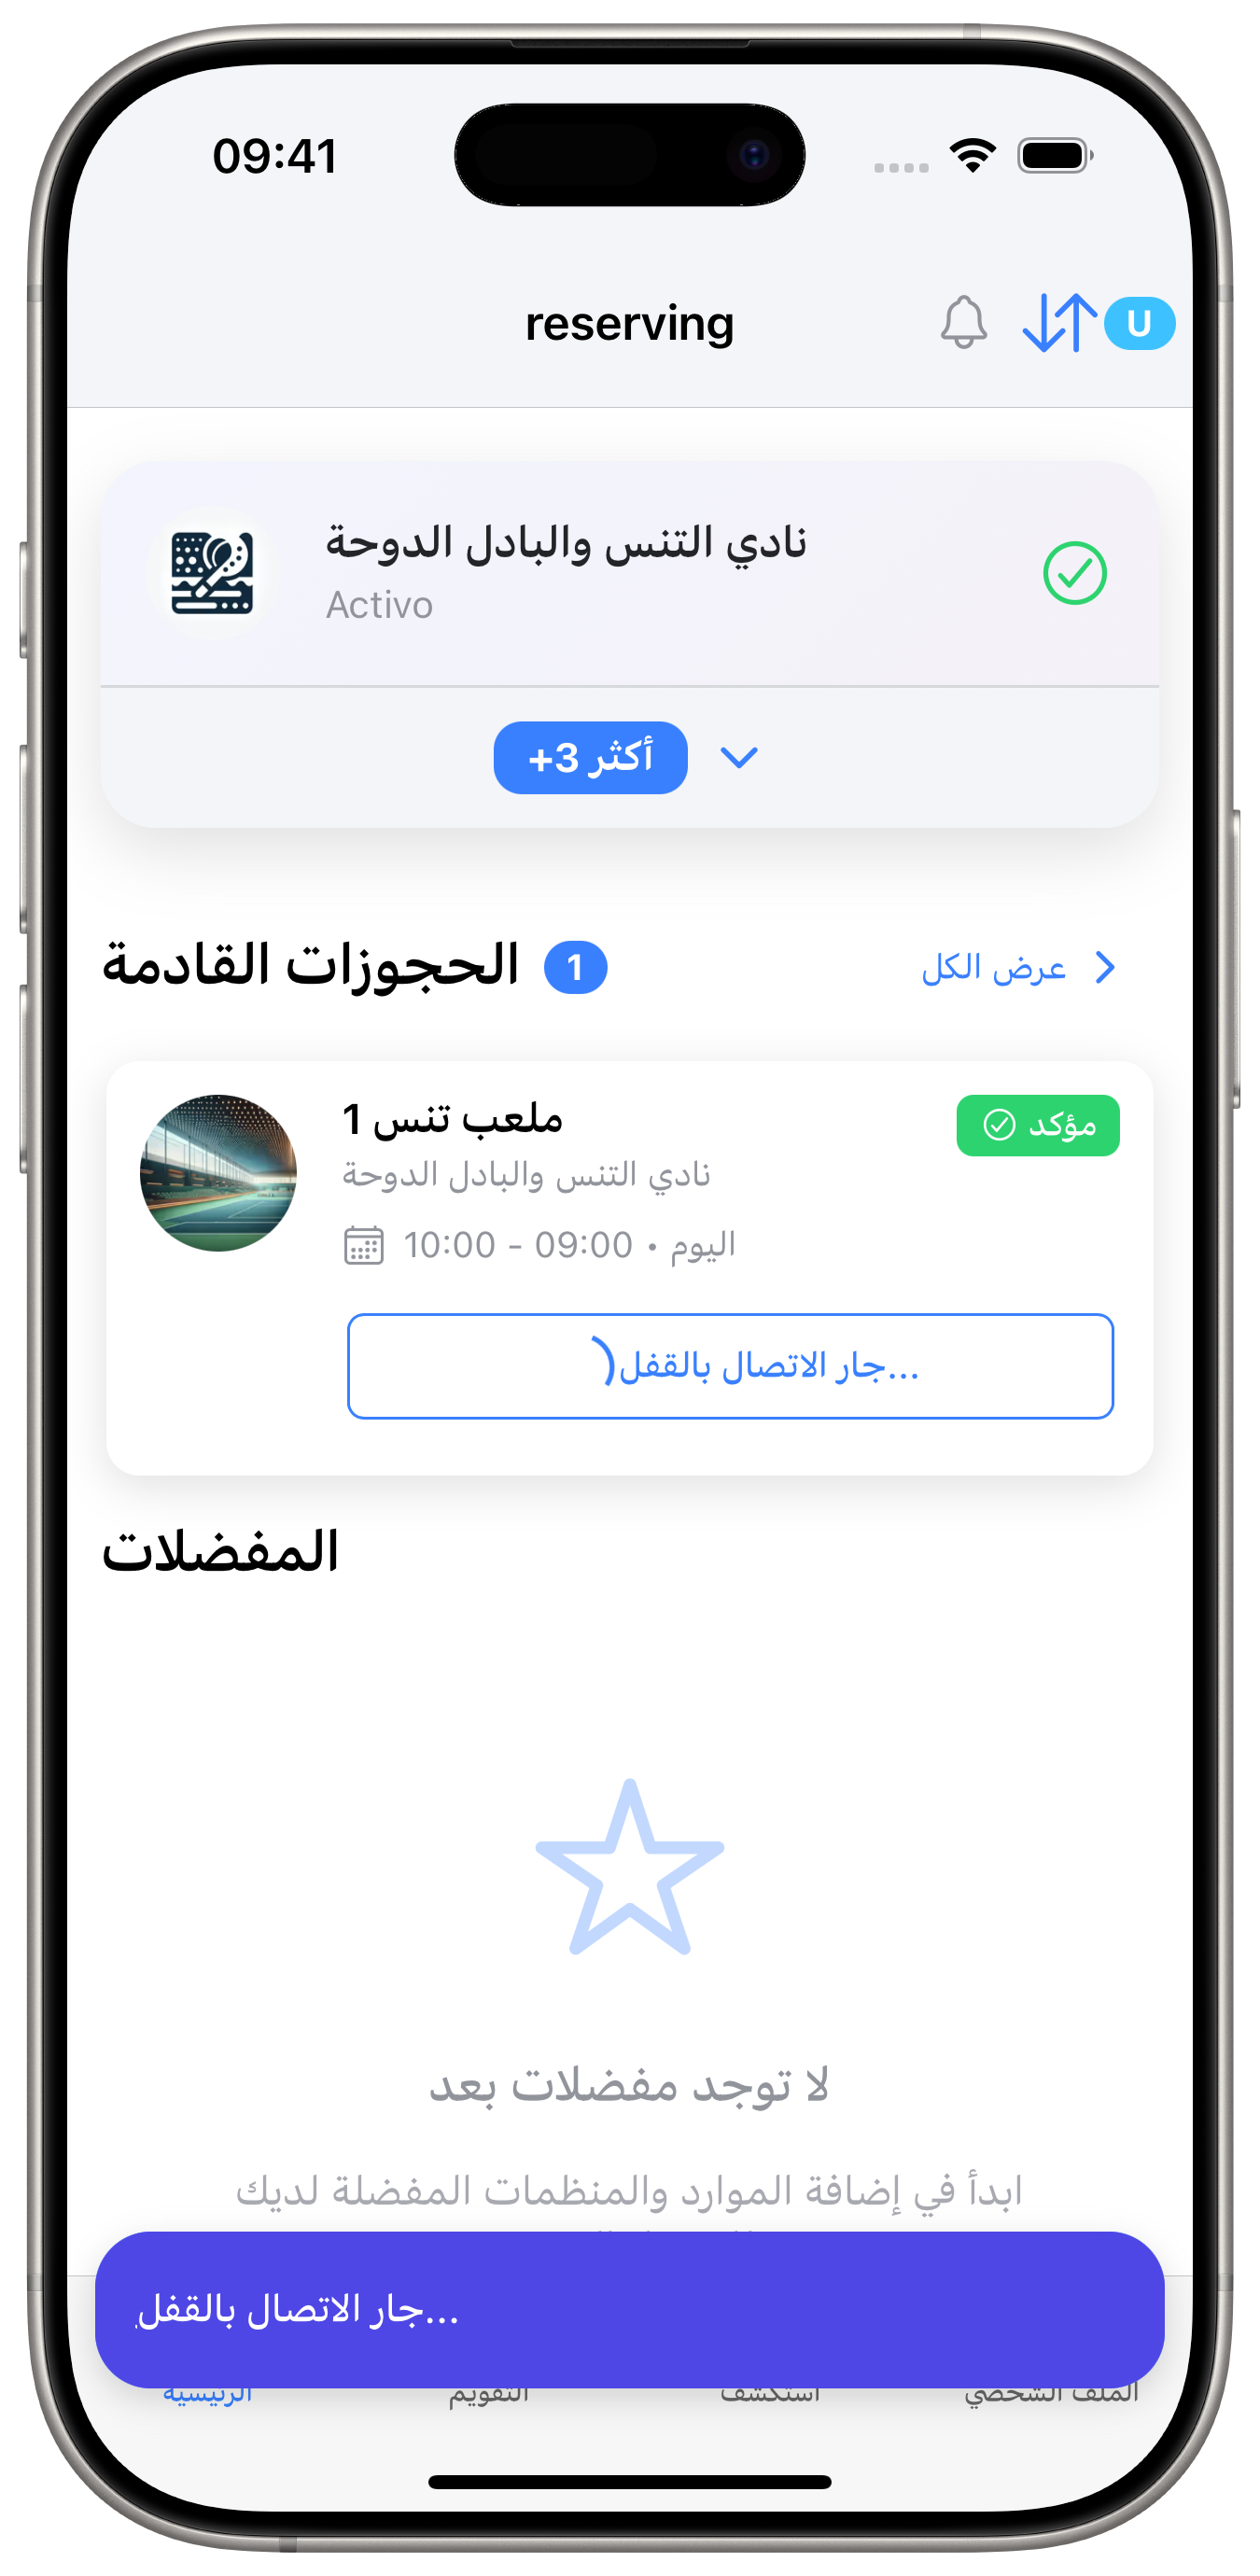 09:41
reserving
U
نادي التنس والبادل الدوحة
Activo
أكثر 3+
الحجوزات القادمة
1
عرض الكل
ملعب تنس 1
مؤكد
نادي التنس والبادل الدوحة
اليوم • 09:00 - 10:00
جار الاتصال بالقفل...
المفضلات
لا توجد مفضلات بعد
ابدأ في إضافة الموارد والمنظمات المفضلة لديك
جار الاتصال بالقفل...
الرئيسية
التقويم
استكشف
الملف الشخصي